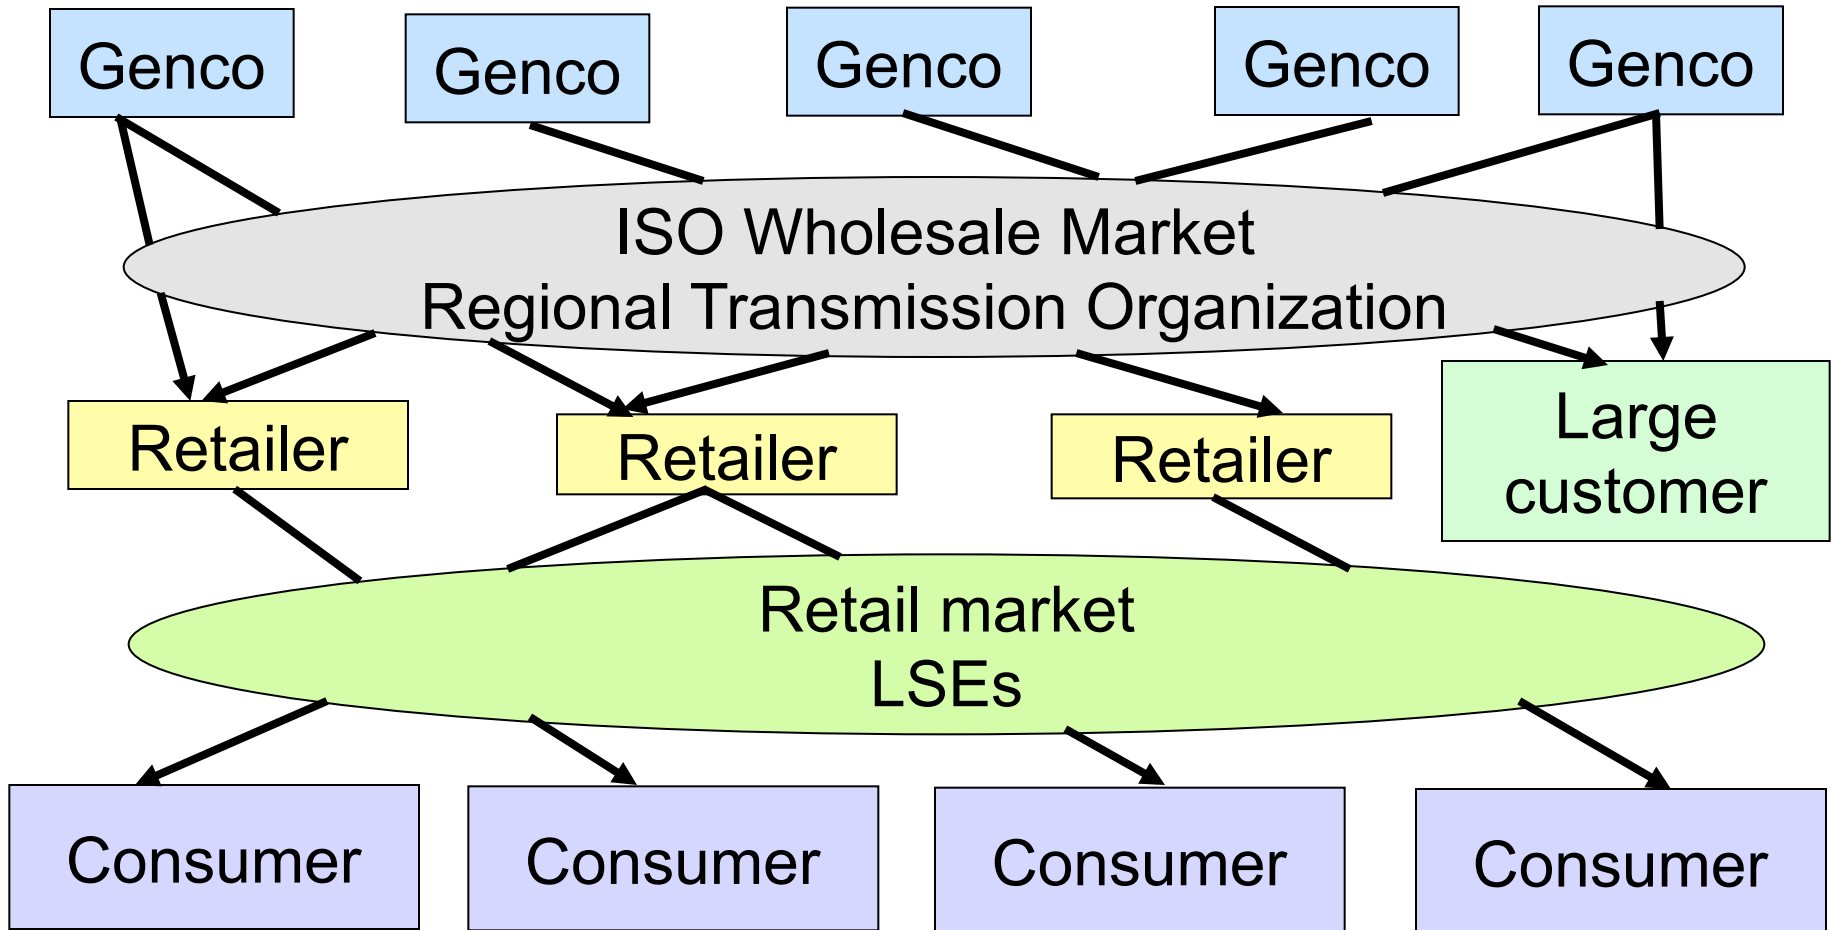 Genco
Genco
Genco
Genco
Genco
ISO Wholesale Market
Regional Transmission Organization
Retailer
Retailer
Retailer
Large
customer
Retail market
LSEs
Consumer
Consumer
Consumer
Consumer